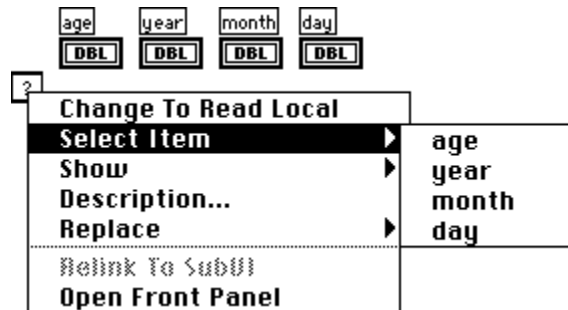 age year month day
DBL DBL DBL DBL
?
Change To Read Local
Select Item
age
Show
year
Description...
month
Replace
day
Relink To SubVI
Open Front Panel